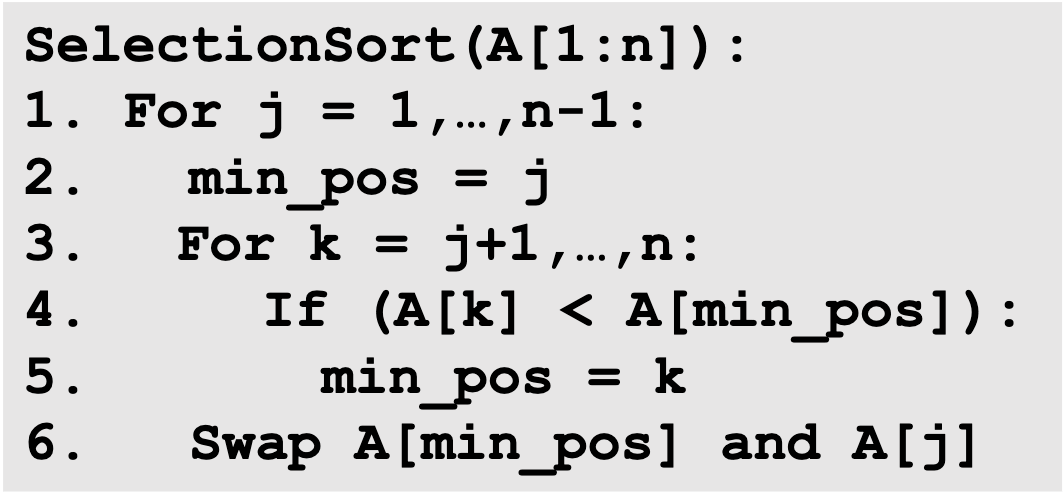 SelectionSort(A[1:n]):
1. For j = 1,…,n-1:
2. min_pos = j
3. For k = j+1,…,n:
4. If (A[k] < A[min_pos]):
5. min_pos = k
6. Swap A[min_pos] and A[j]